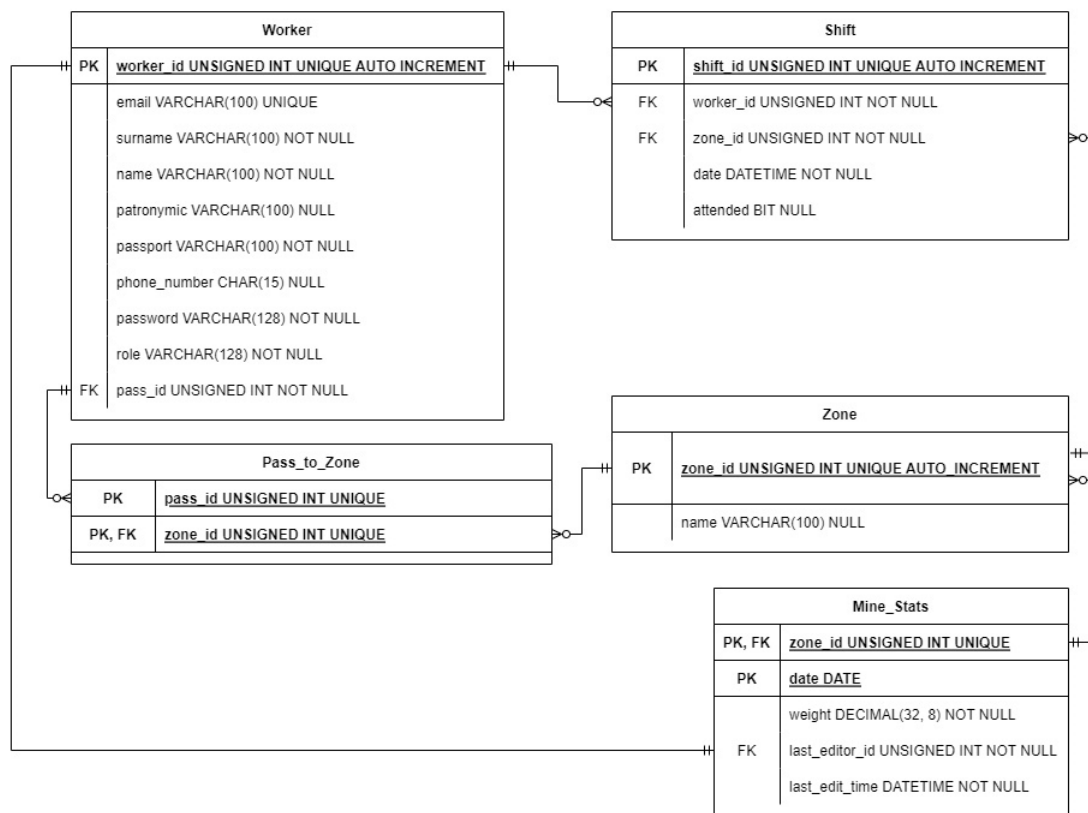 Worker
PK worker_id UNSIGNED INT UNIQUE AUTO INCREMENT
email VARCHAR(100) UNIQUE
surname VARCHAR(100) NOT NULL
name VARCHAR(100) NOT NULL
patronymic VARCHAR(100) NULL
passport VARCHAR(100) NOT NULL
phone_number CHAR(15) NULL
password VARCHAR(128) NOT NULL
role VARCHAR(128) NOT NULL
FK pass_id UNSIGNED INT NOT NULL
Shift
PK shift_id UNSIGNED INT UNIQUE AUTO INCREMENT
FK worker_id UNSIGNED INT NOT NULL
FK zone_id UNSIGNED INT NOT NULL
date DATETIME NOT NULL
attended BIT NULL
Pass_to_Zone
PK pass_id UNSIGNED INT UNIQUE
PK, FK zone_id UNSIGNED INT UNIQUE
Zone
PK zone_id UNSIGNED INT UNIQUE AUTO_INCREMENT
name VARCHAR(100) NULL
Mine_Stats
PK, FK zone_id UNSIGNED INT UNIQUE
PK date DATE
weight DECIMAL(32, 8) NOT NULL
FK last_editor_id UNSIGNED INT NOT NULL
last_edit_time DATETIME NOT NULL